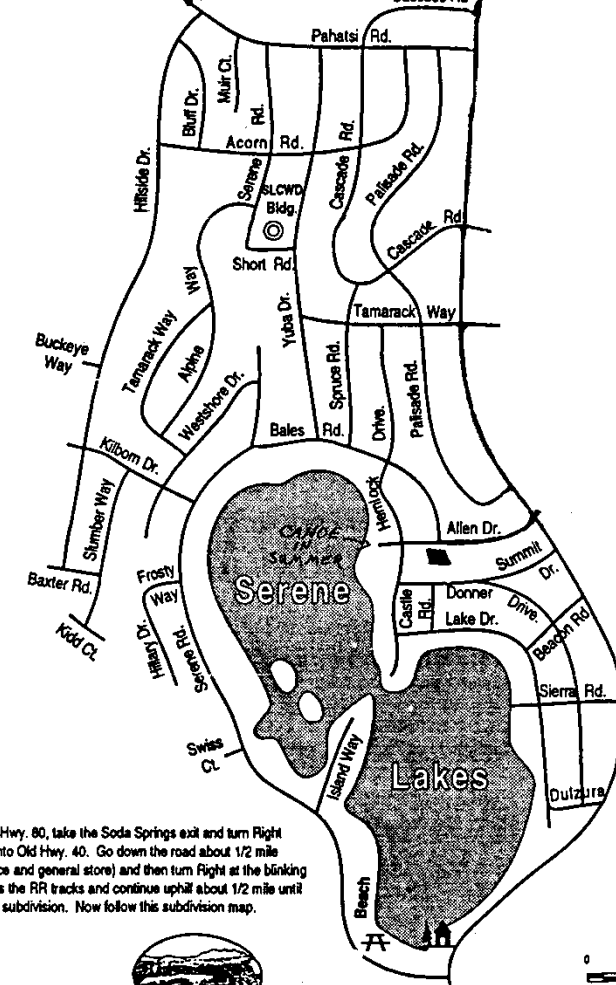 Pahatsi Rd.
Muir Ct.
Bluff Dr.
Rd.
Acorn Rd.
Cascade Rd.
Palisade Rd.
Hillside Dr.
Serene
SLCWD
Bldg.
Cascade Rd
Short Rd.
Way
Tamarack Way
Yuba Dr.
Tamarack Way
Buckeye
Way
Alpine
Spruce Rd.
Drive.
Palisade Rd.
Westshore Dr.
Bales Rd.
Kilborn Dr.
Hemlock
Slumber Way
Allen Dr.
CANOE
IN
SUMMER
Summit
Dr.
Baxter Rd.
Frosty
Way
Serene
Castle
Rd.
Donner
Drive.
Lake Dr.
Beacon Rd
Kidd Ct.
Hillary Dr.
Serene Rd.
Sierra Rd.
Swiss
Ct.
Island Way
Lakes
Dulzura
Hwy. 80, take the Soda Springs exit and turn Right
nto Old Hwy. 40. Go down the road about 1/2 mile
ce and general store) and then turn Right at the blinking
s the RR tracks and continue uphill about 1/2 mile until
subdivision. Now follow this subdivision map.
Beach
0